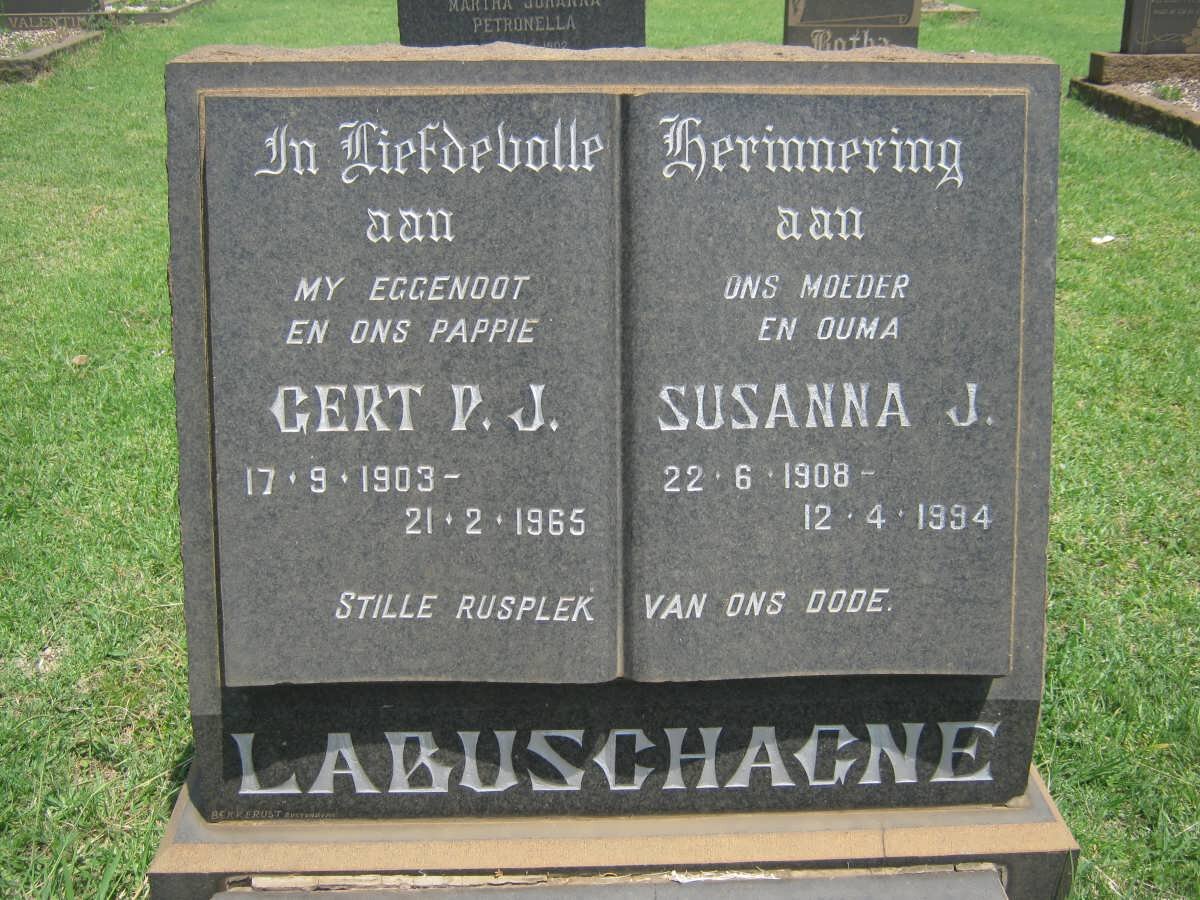 VALENTIN
MARTHA JOHANNA
PETRONELLA
Botha
In Liefdevolle Herinnering
aan
MY EGGENOOT
EN ONS PAPPIE
GERT P. J.
17·9·1903-
21·2·1965
aan
ONS MOEDER
EN OUMA
SUSANNA J.
22·6·1908-
12·4·1994
STILLE RUSPLEK VAN ONS DODE.
LABUSCHAGNE